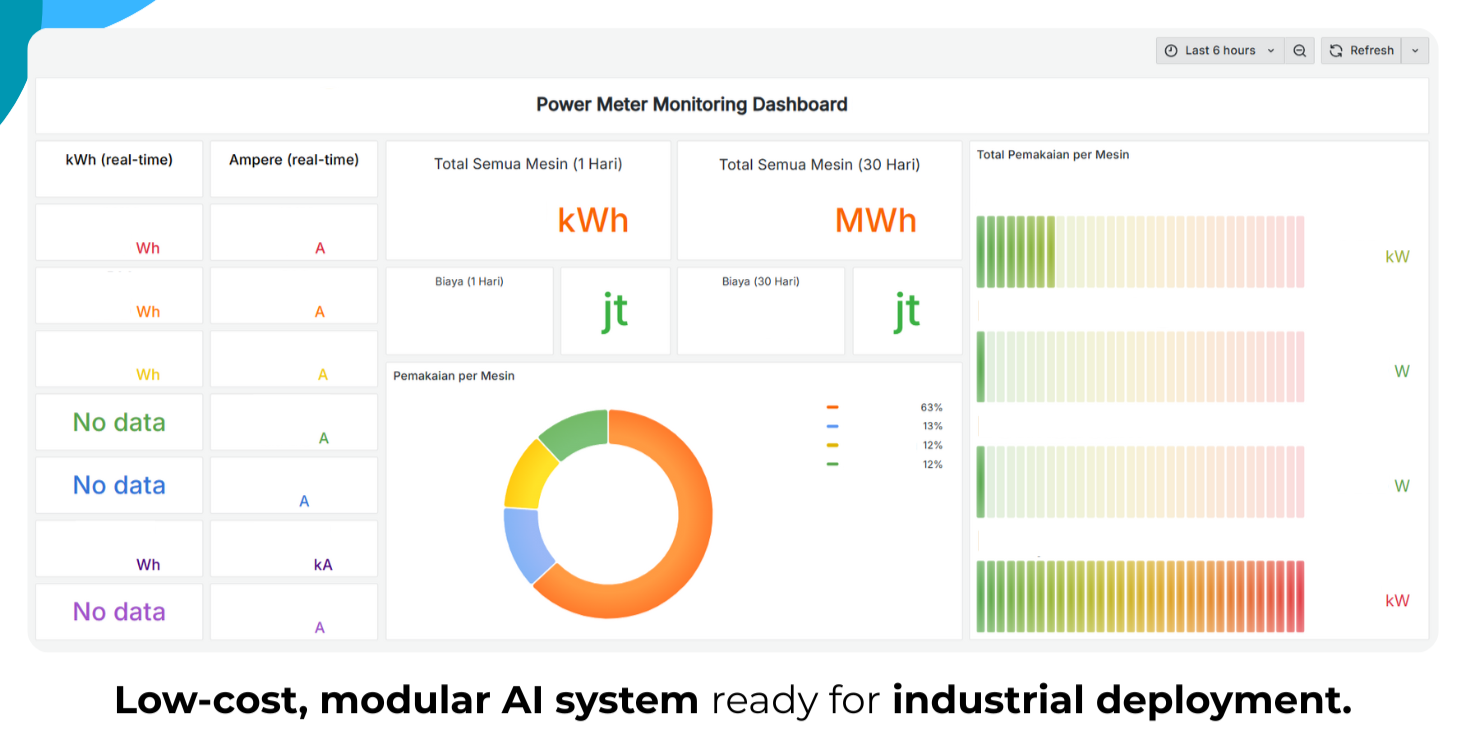 Last 6 hours
Refresh
Power Meter Monitoring Dashboard
kWh (real-time)
Ampere (real-time)
Wh
A
Wh
A
Wh
A
No data
A
No data
A
Wh
kA
No data
A
Total Semua Mesin (1 Hari)
kWh
Total Semua Mesin (30 Hari)
MWh
Biaya (1 Hari)
jt
Biaya (30 Hari)
jt
Pemakaian per Mesin
63%
13%
12%
12%
Total Pemakaian per Mesin
kW
W
W
kW
Low-cost, modular AI system ready for industrial deployment.